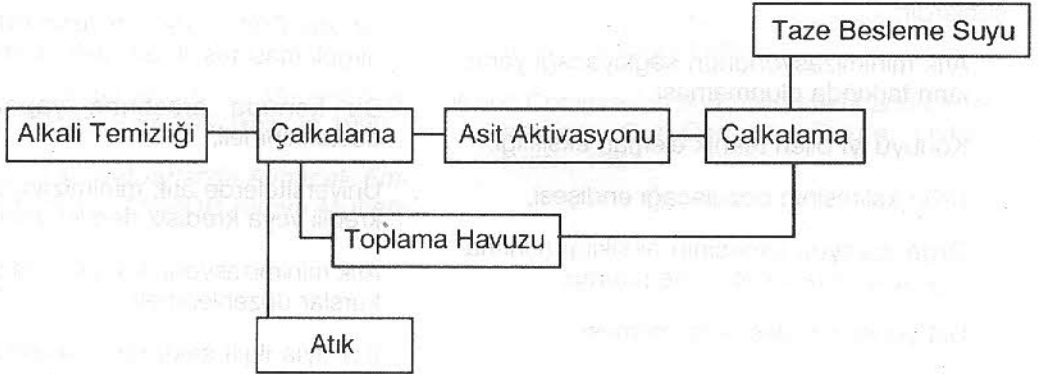 Taze Besleme Suyu
Alkali Temizliği
Çalkalama
Asit Aktivasyonu
Çalkalama
Toplama Havuzu
Atık